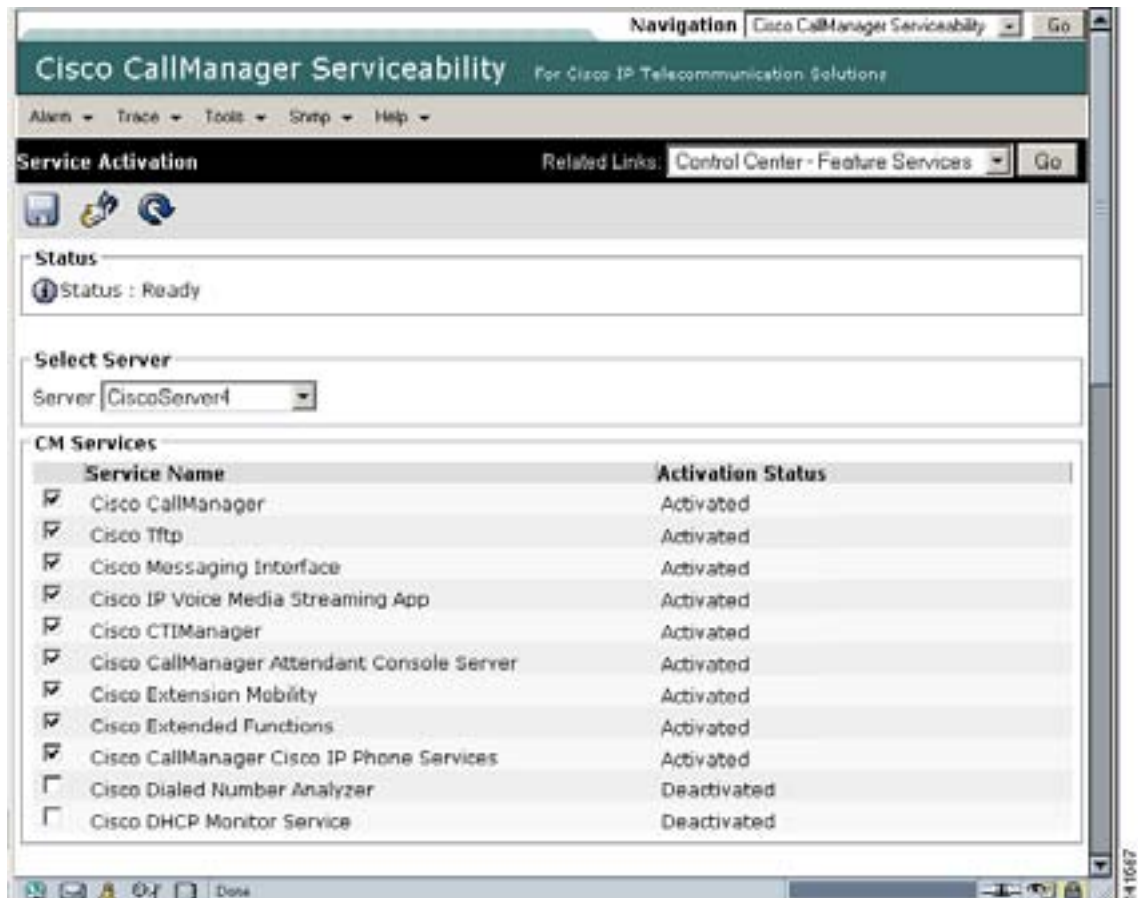 Navigation Cisco CallManager Serviceability Go
Cisco CallManager Serviceability For Cisco IP Telecommunication Solutions
Alarm Trace Tools Snmp Help
Service Activation Related Links: Control Center - Feature Services Go
Status
Status : Ready
Select Server
Server CiscoServer4
CM Services
Service Name Activation Status
Cisco CallManager Activated
Cisco Tftp Activated
Cisco Messaging Interface Activated
Cisco IP Voice Media Streaming App Activated
Cisco CTIManager Activated
Cisco CallManager Attendant Console Server Activated
Cisco Extension Mobility Activated
Cisco Extended Functions Activated
Cisco CallManager Cisco IP Phone Services Activated
Cisco Dialed Number Analyzer Deactivated
Cisco DHCP Monitor Service Deactivated
Done